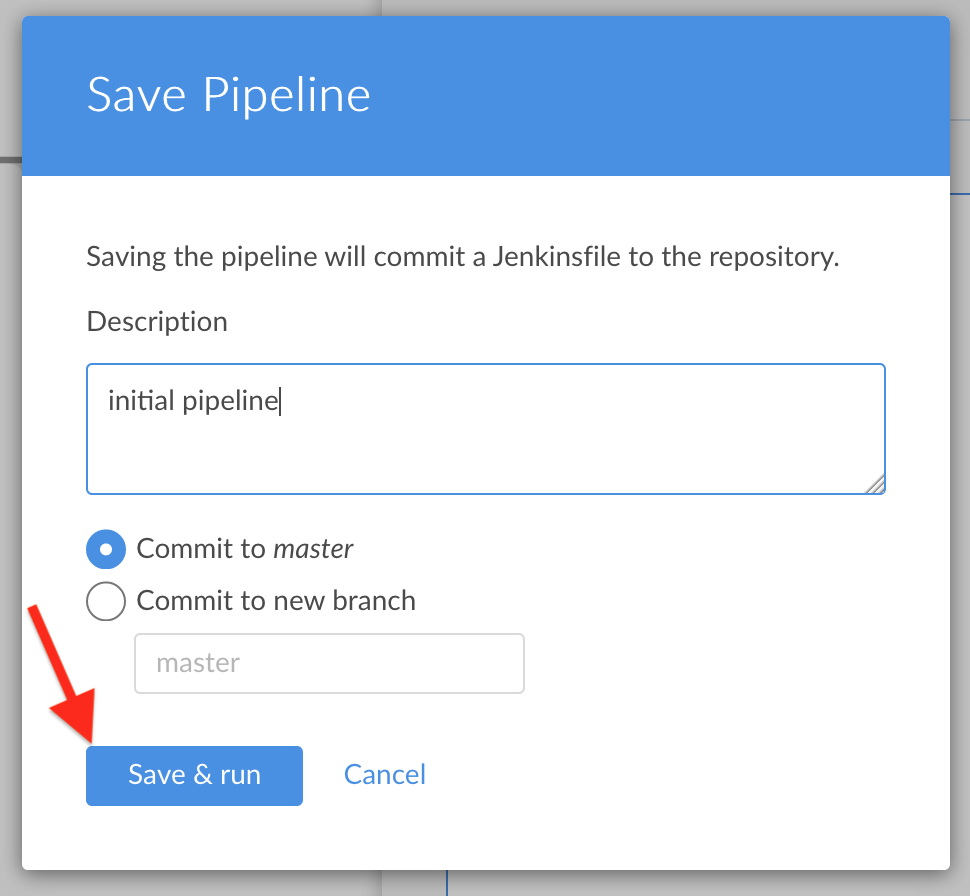 Save Pipeline
Saving the pipeline will commit a Jenkinsfile to the repository.
Description
initial pipeline
Commit to master
Commit to new branch
master
Save & run
Cancel